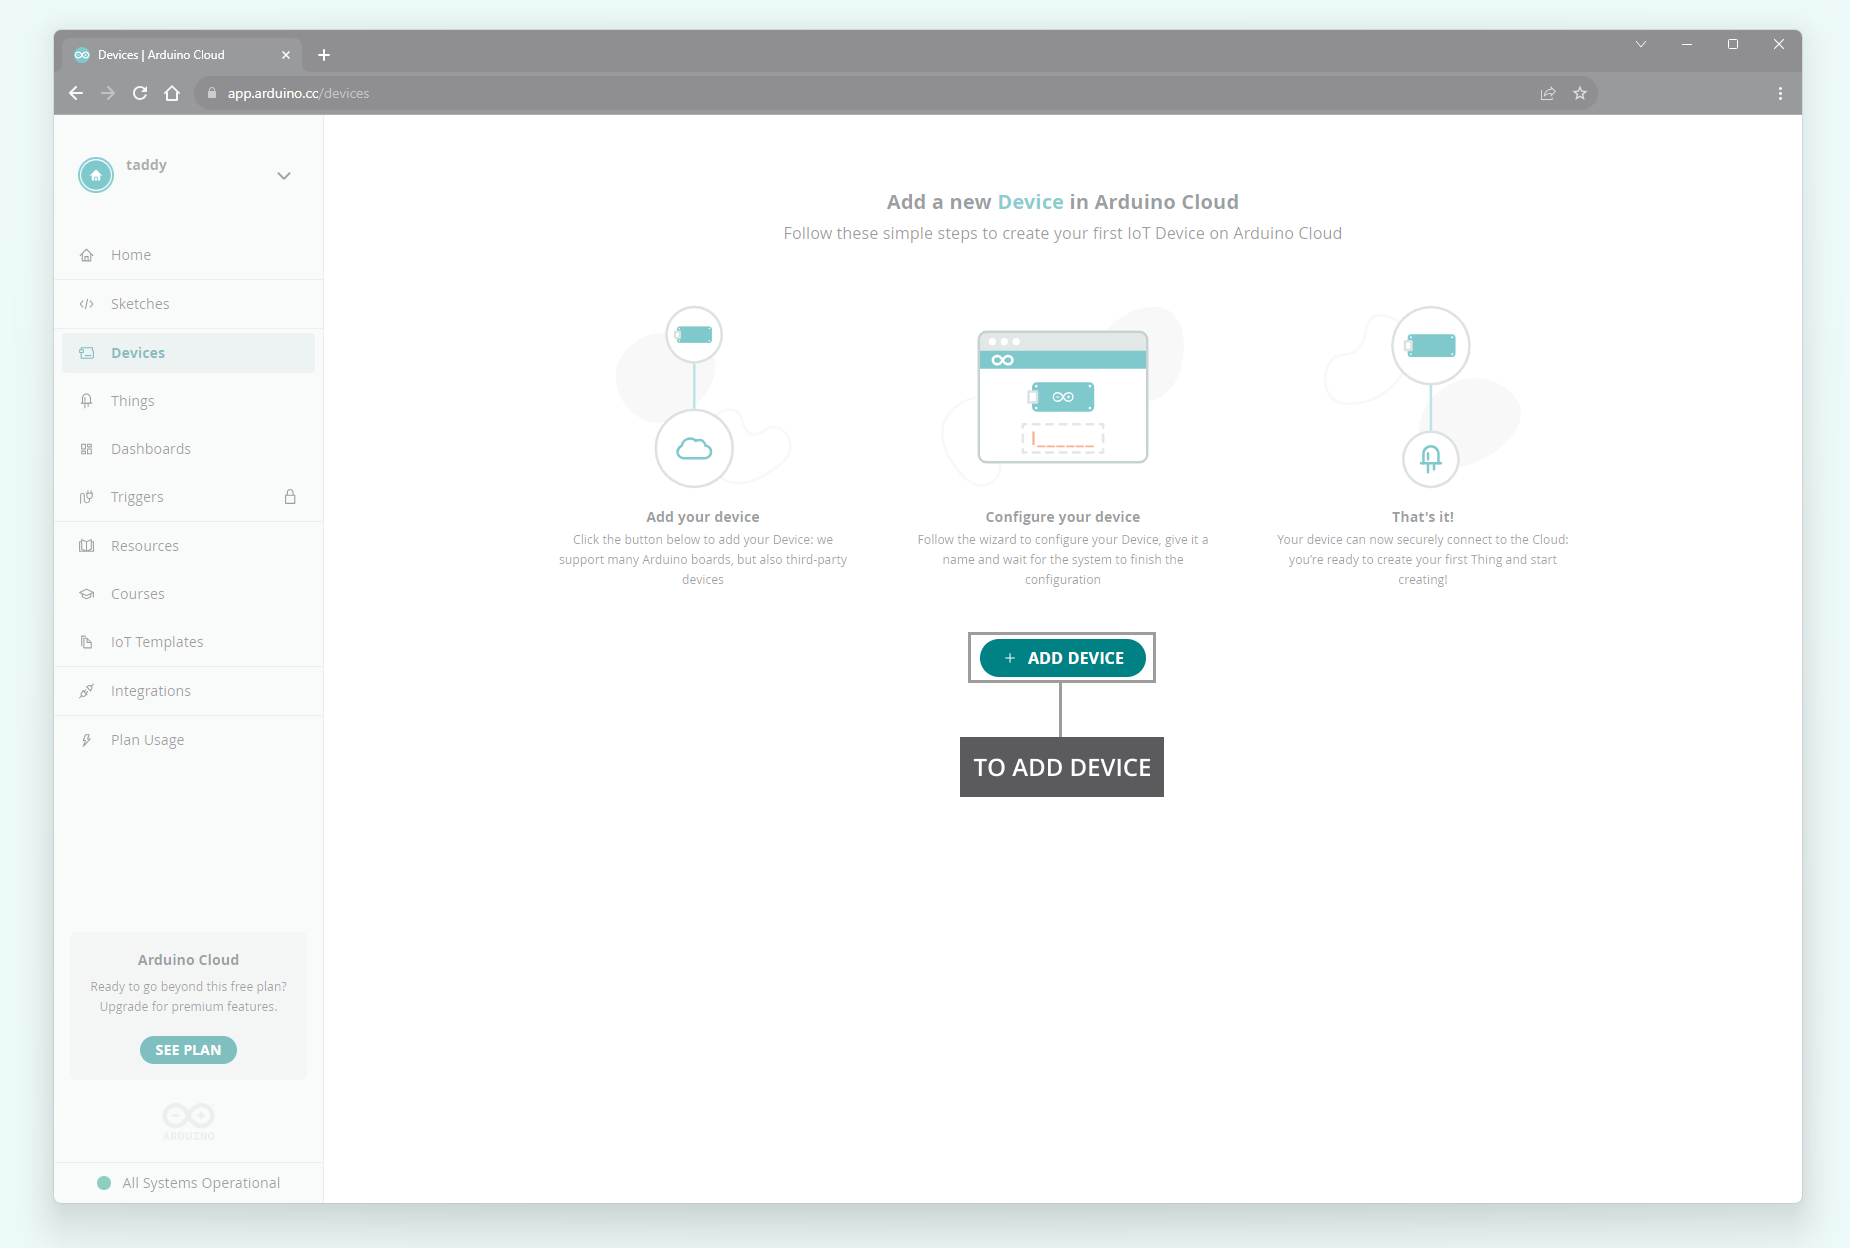 Devices | Arduino Cloud
app.arduino.cc/devices
taddy
Home
Sketches
Devices
Things
Dashboards
Triggers
Resources
Courses
IoT Templates
Integrations
Plan Usage
Arduino Cloud
Ready to go beyond this free plan?
Upgrade for premium features.
SEE PLAN
ARDUINO
All Systems Operational
Add a new Device in Arduino Cloud
Follow these simple steps to create your first IoT Device on Arduino Cloud
Add your device
Click the button below to add your Device: we
support many Arduino boards, but also third-party
devices
Configure your device
Follow the wizard to configure your Device, give it a
name and wait for the system to finish the
configuration
That's it!
Your device can now securely connect to the Cloud:
you're ready to create your first Thing and start
creating!
+ ADD DEVICE
TO ADD DEVICE